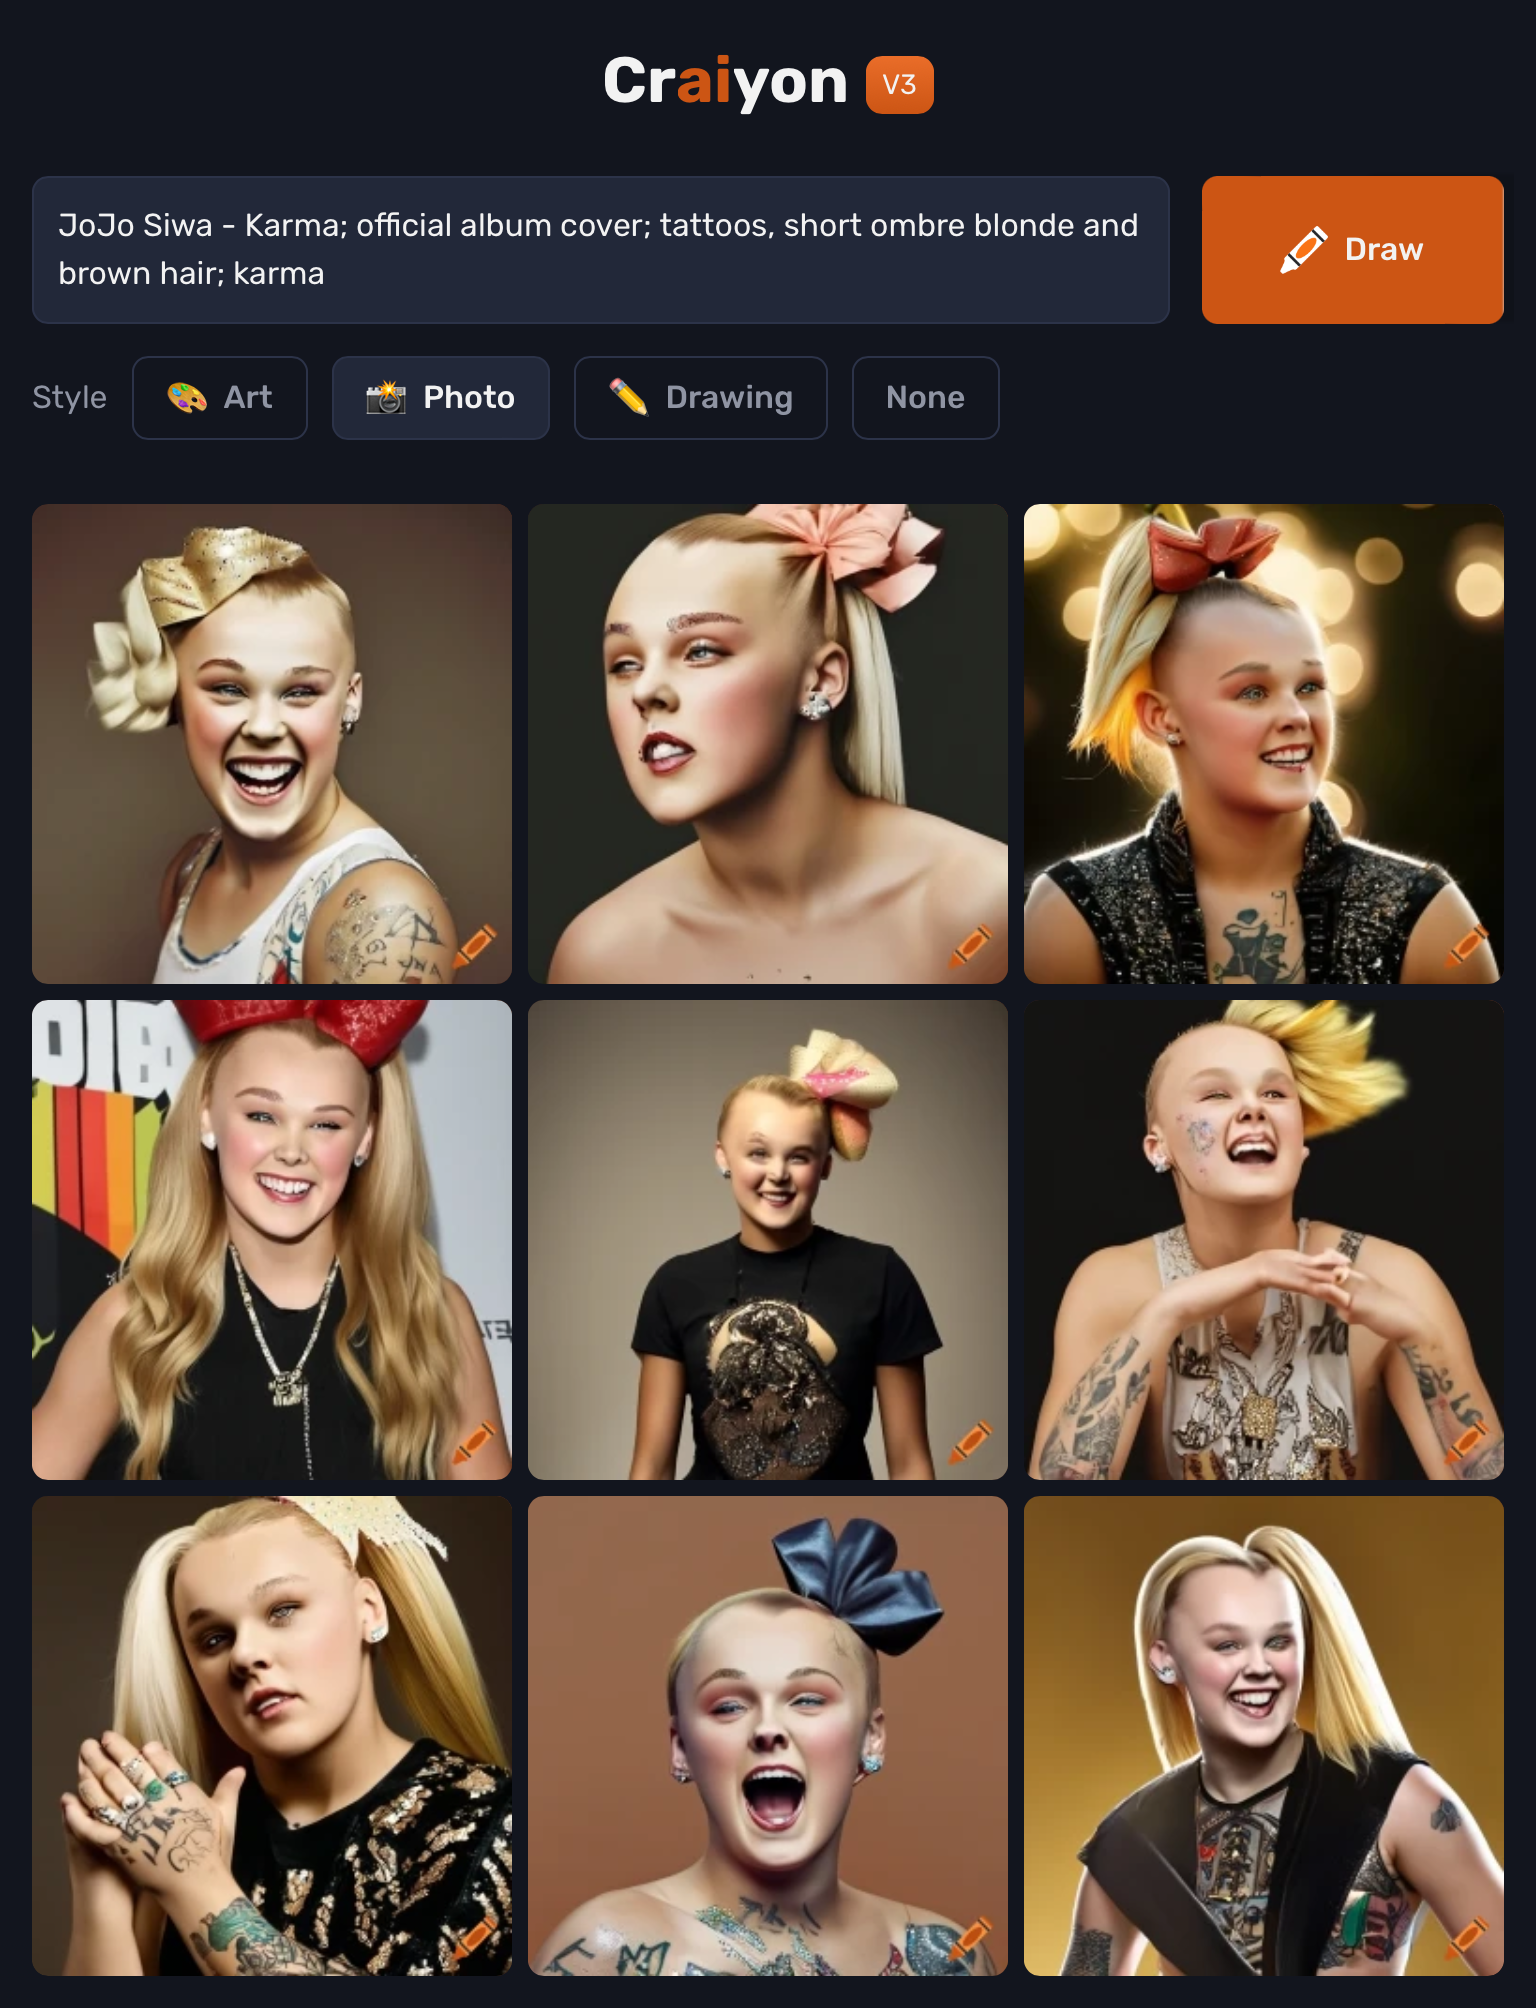 Craiyon V3
JoJo Siwa - Karma; official album cover; tattoos, short ombre blonde and
brown hair; karma
Draw
Style
Art
Photo
Drawing
None